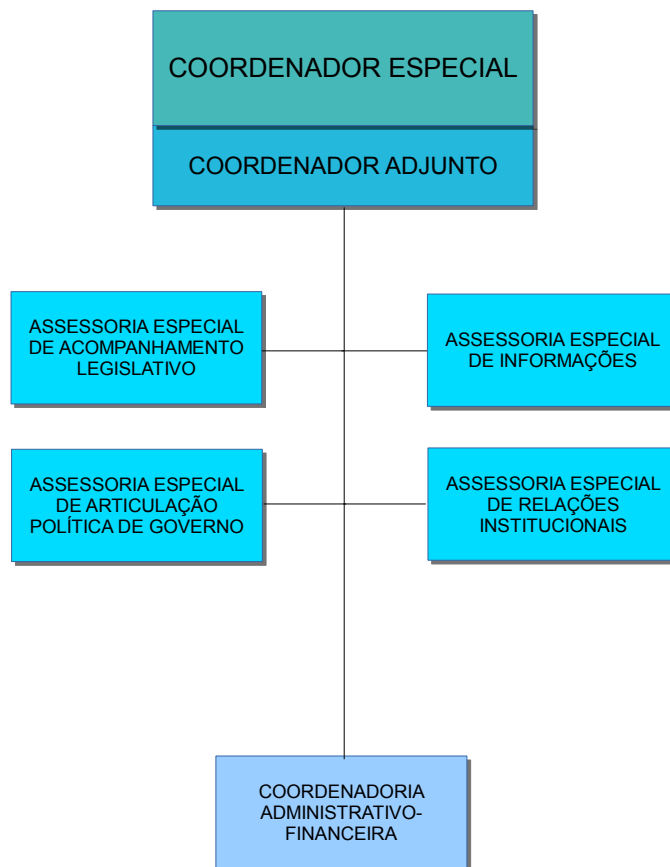 COORDENADOR ESPECIAL
COORDENADOR ADJUNTO
ASSESSORIA ESPECIAL
DE ACOMPANHAMENTO
LEGISLATIVO
ASSESSORIA ESPECIAL
DE INFORMAÇÕES
ASSESSORIA ESPECIAL
DE ARTICULAÇÃO
POLÍTICA DE GOVERNO
ASSESSORIA ESPECIAL
DE RELAÇÕES
INSTITUCIONAIS
COORDENADORIA
ADMINISTRATIVO-
FINANCEIRA